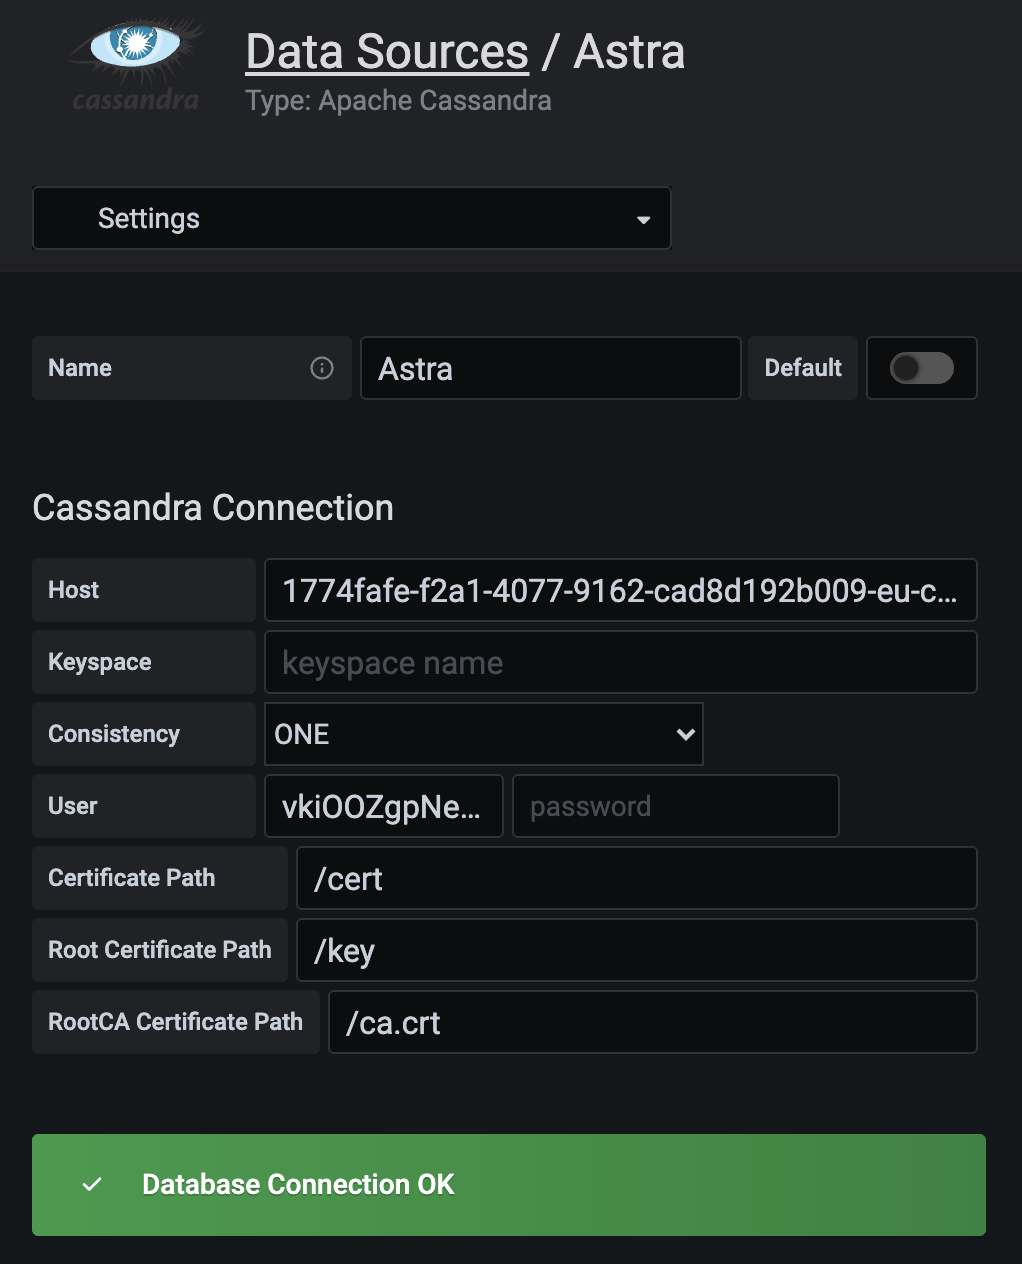 cassandra
Data Sources / Astra
Type: Apache Cassandra
Settings
Name
Astra
Default
Cassandra Connection
Host
1774fafe-f2a1-4077-9162-cad8d192b009-eu-c...
Keyspace
keyspace name
Consistency
ONE
User
vkiOOZgpNe...
password
Certificate Path
/cert
Root Certificate Path
/key
RootCA Certificate Path
/ca.crt
Database Connection OK